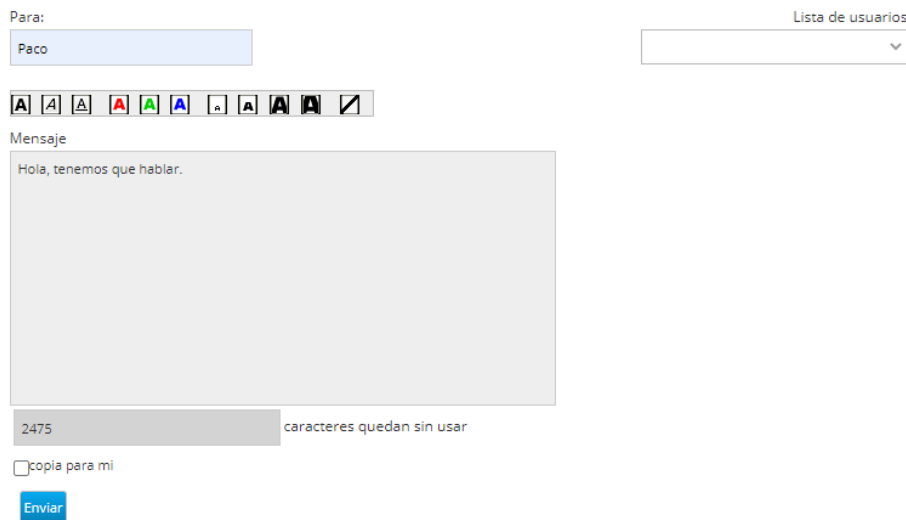 Para:
Lista de usuarios
Paco
A A A A A A A A A A
Mensaje
Hola, tenemos que hablar.
2475 caracteres quedan sin usar
copia para mi
Enviar